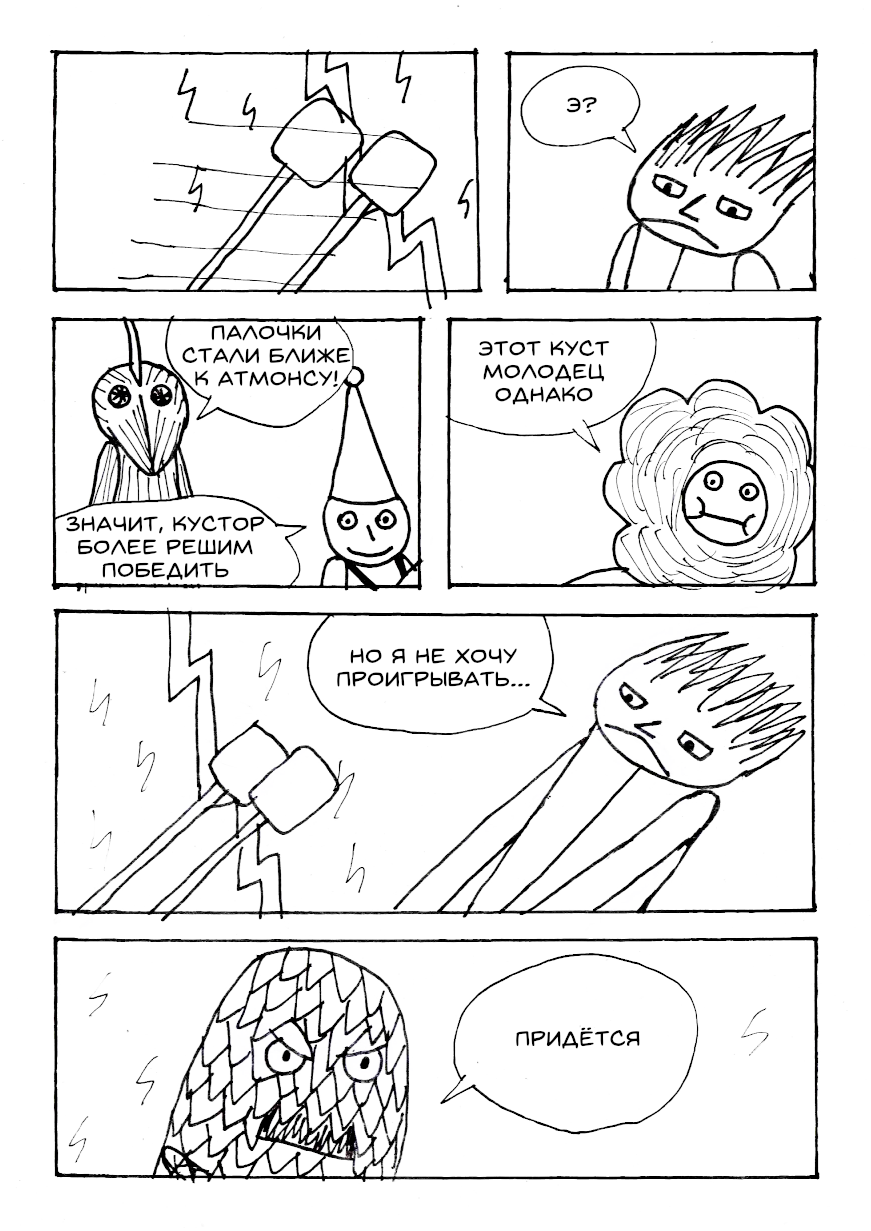 Э?
ПАЛОЧКИ
СТАЛИ БЛИЖЕ
К АТМОНСУ!
ЗНАЧИТ, КУСТОР
БОЛЕЕ РЕШИМ
ПОБЕДИТЬ
ЭТОТ КУСТ
МОЛОДЕЦ
ОДНАКО
НО Я НЕ ХОЧУ
ПРОИГРЫВАТЬ...
ПРИДЁТСЯ